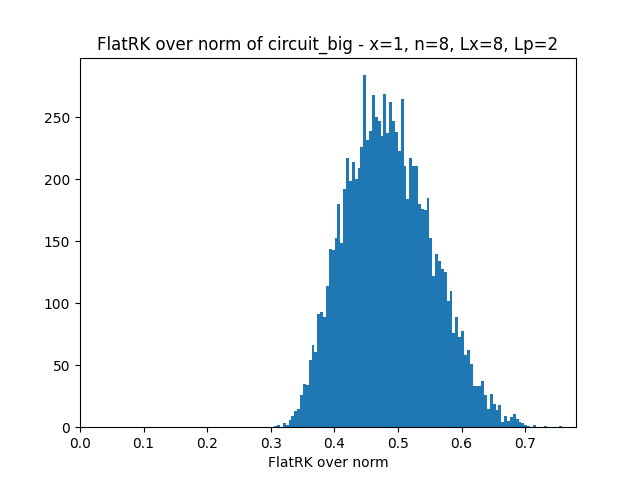 FlatRK over norm of circuit_big - x=1, n=8, Lx=8, Lp=2
250
200
150
100
50
0
0.0 0.1 0.2 0.3 0.4 0.5 0.6 0.7
FlatRK over norm